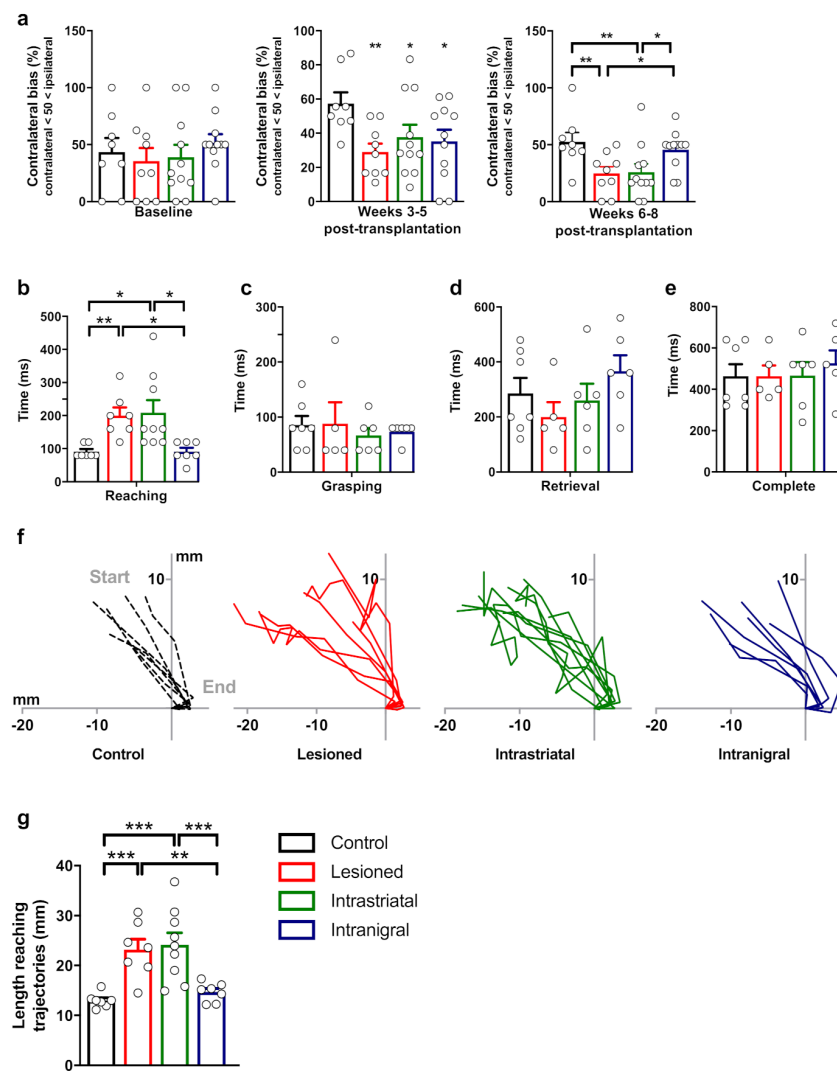 a
Contralateral bias (%)
contralateral < 50 < ipsilateral
150
100
50
0
Baseline
Contralateral bias (%)
contralateral < 50 < ipsilateral
100
80
60
40
20
0
** * *
Weeks 3-5
post-transplantation
Contralateral bias (%)
contralateral < 50 < ipsilateral
150
100
50
0
** *
** *
Weeks 6-8
post-transplantation
b
Time (ms)
500
400
300
200
100
0
* *
** *
Reaching
c
Time (ms)
300
200
100
0
Grasping
d
Time (ms)
600
400
200
0
Retrieval
e
Time (ms)
800
600
400
200
0
Complete
f
mm
Start
10
End
mm
-20 -10
Control
10
-20 -10
Lesioned
10
-20 -10
Intrastriatal
10
-20 -10
Intranigral
g
Length reaching
trajectories (mm)
40
30
20
10
0
*** ***
*** **
Control
Lesioned
Intrastriatal
Intranigral